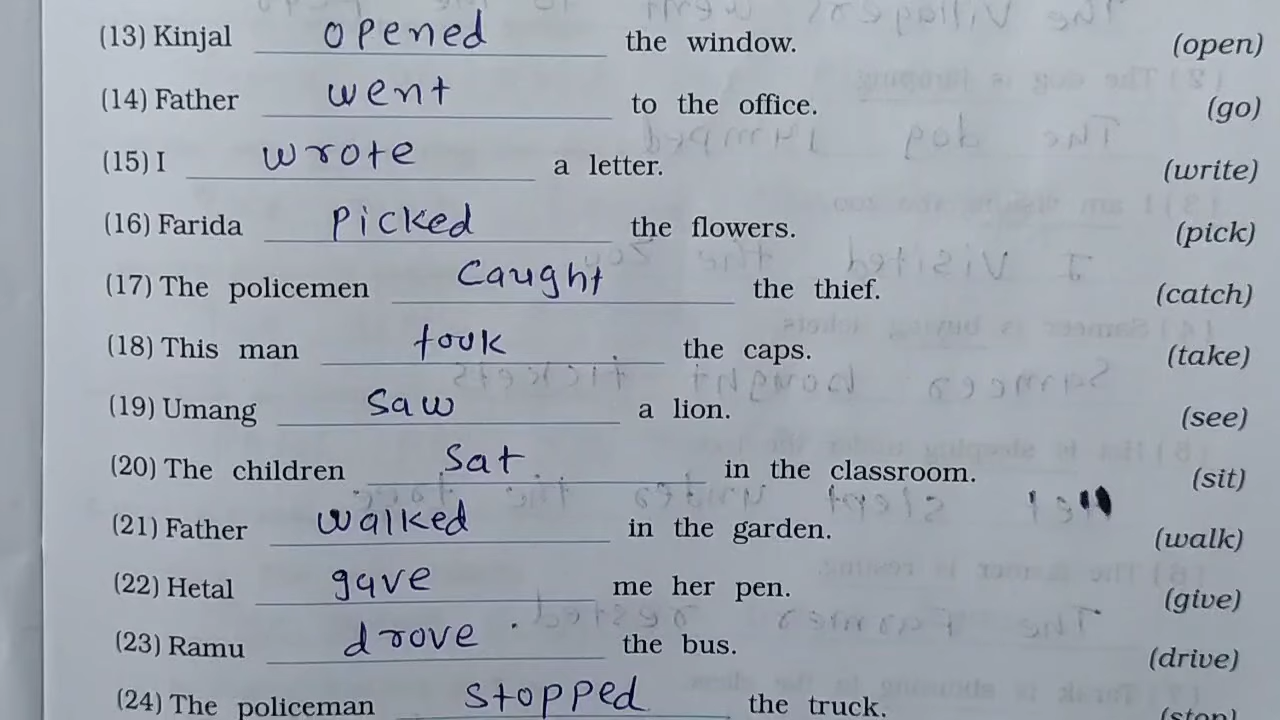 (13) Kinjal opened the window. (open)
(14) Father went to the office. (go)
(15) I wrote a letter. (write)
(16) Farida picked the flowers. (pick)
(17) The policemen caught the thief. (catch)
(18) This man took the caps. (take)
(19) Umang saw a lion. (see)
(20) The children sat in the classroom. (sit)
(21) Father walked in the garden. (walk)
(22) Hetal gave me her pen. (give)
(23) Ramu drove the bus. (drive)
(24) The policeman stopped the truck. (stop)